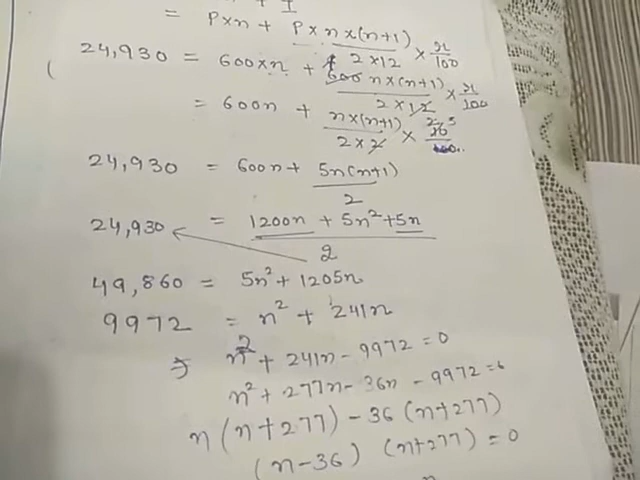 + I
= P×n + P × n×(n+1) / 2×12 × r/100
24,930 = 600×n + 600 n×(n+1) / 2×12 × r/100
= 600n + n×(n+1) / 2×2
24,930 = 600n + 5n(n+1) / 2
24,930 = 1200n + 5n² + 5n / 2
49,860 = 5n² + 1205n
9972 = n² + 241n
⇒ n² + 241n - 9972 = 0
n² + 277n - 36n - 9972 = 0
n(n+277) - 36(n+277)
(n-36) (n+277) = 0